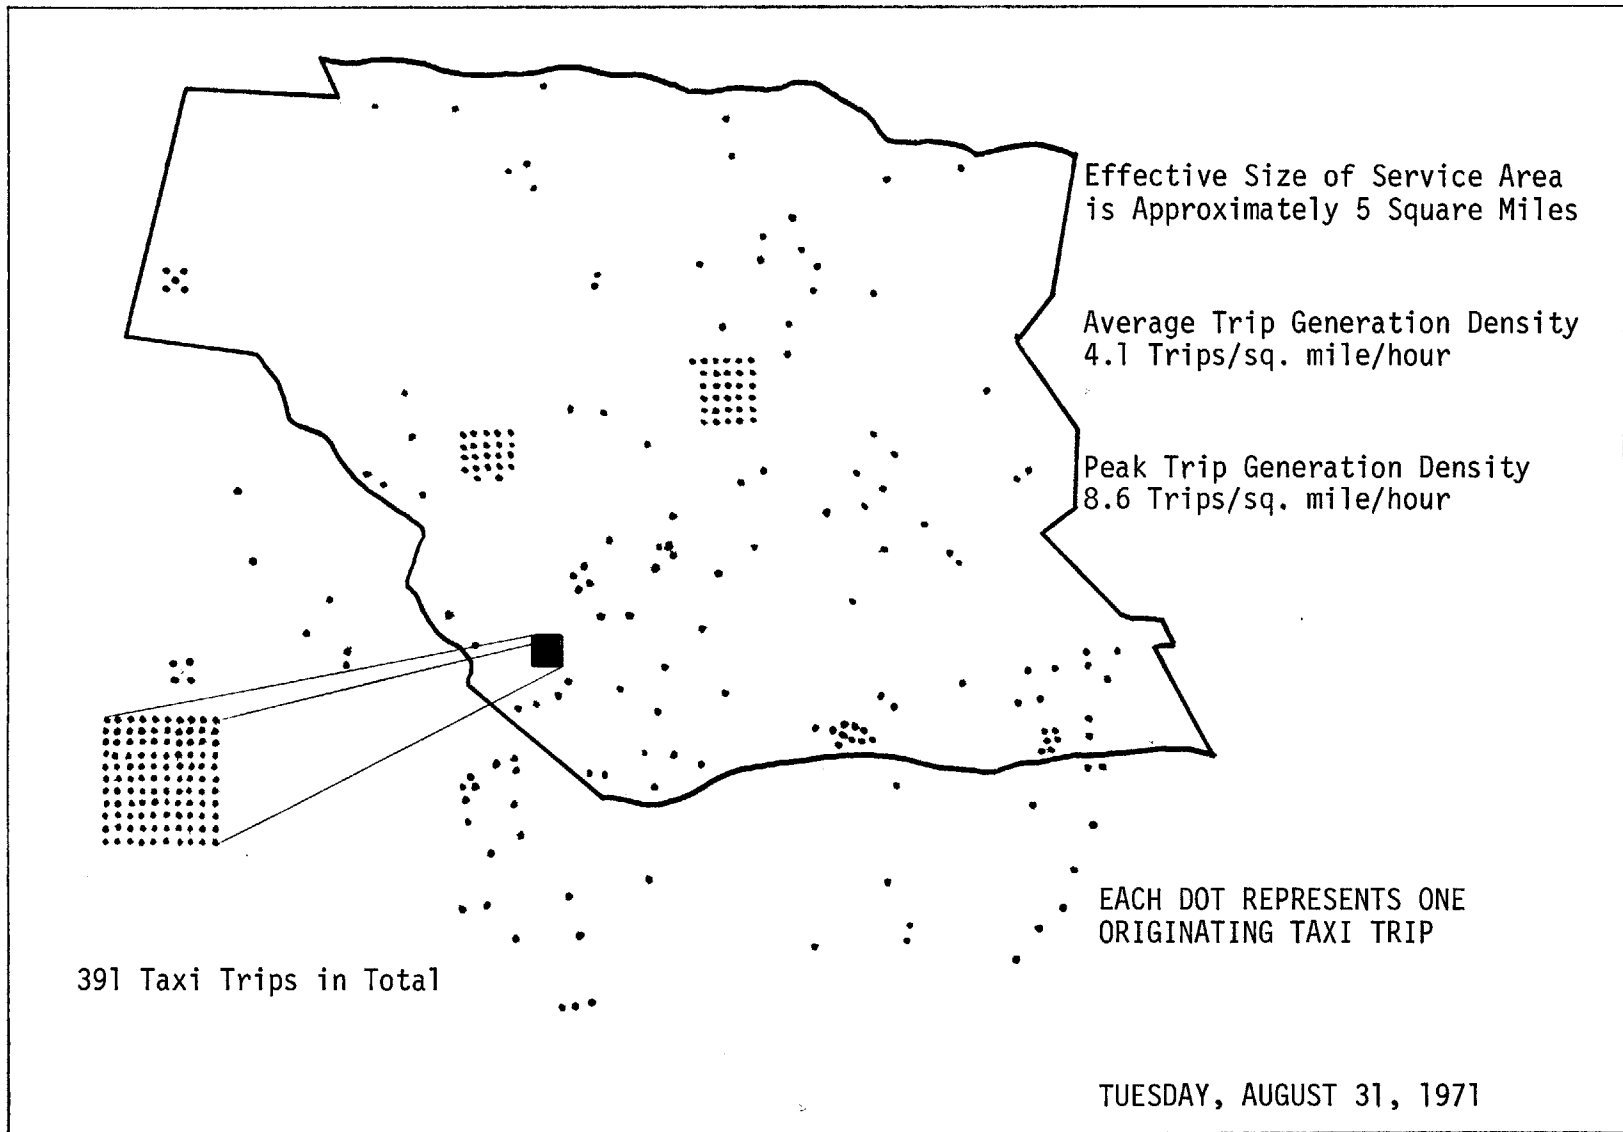 Effective Size of Service Area
is Approximately 5 Square Miles
Average Trip Generation Density
4.1 Trips/sq. mile/hour
Peak Trip Generation Density
8.6 Trips/sq. mile/hour
EACH DOT REPRESENTS ONE
ORIGINATING TAXI TRIP
391 Taxi Trips in Total
TUESDAY, AUGUST 31, 1971